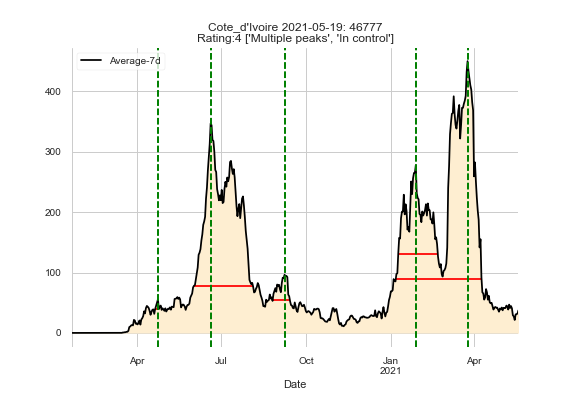 Cote_d'Ivoire 2021-05-19: 46777
Rating:4 ['Multiple peaks', 'In control']
Average-7d
400
300
200
100
0
Apr
Jul
Oct
Jan
2021
Apr
Date